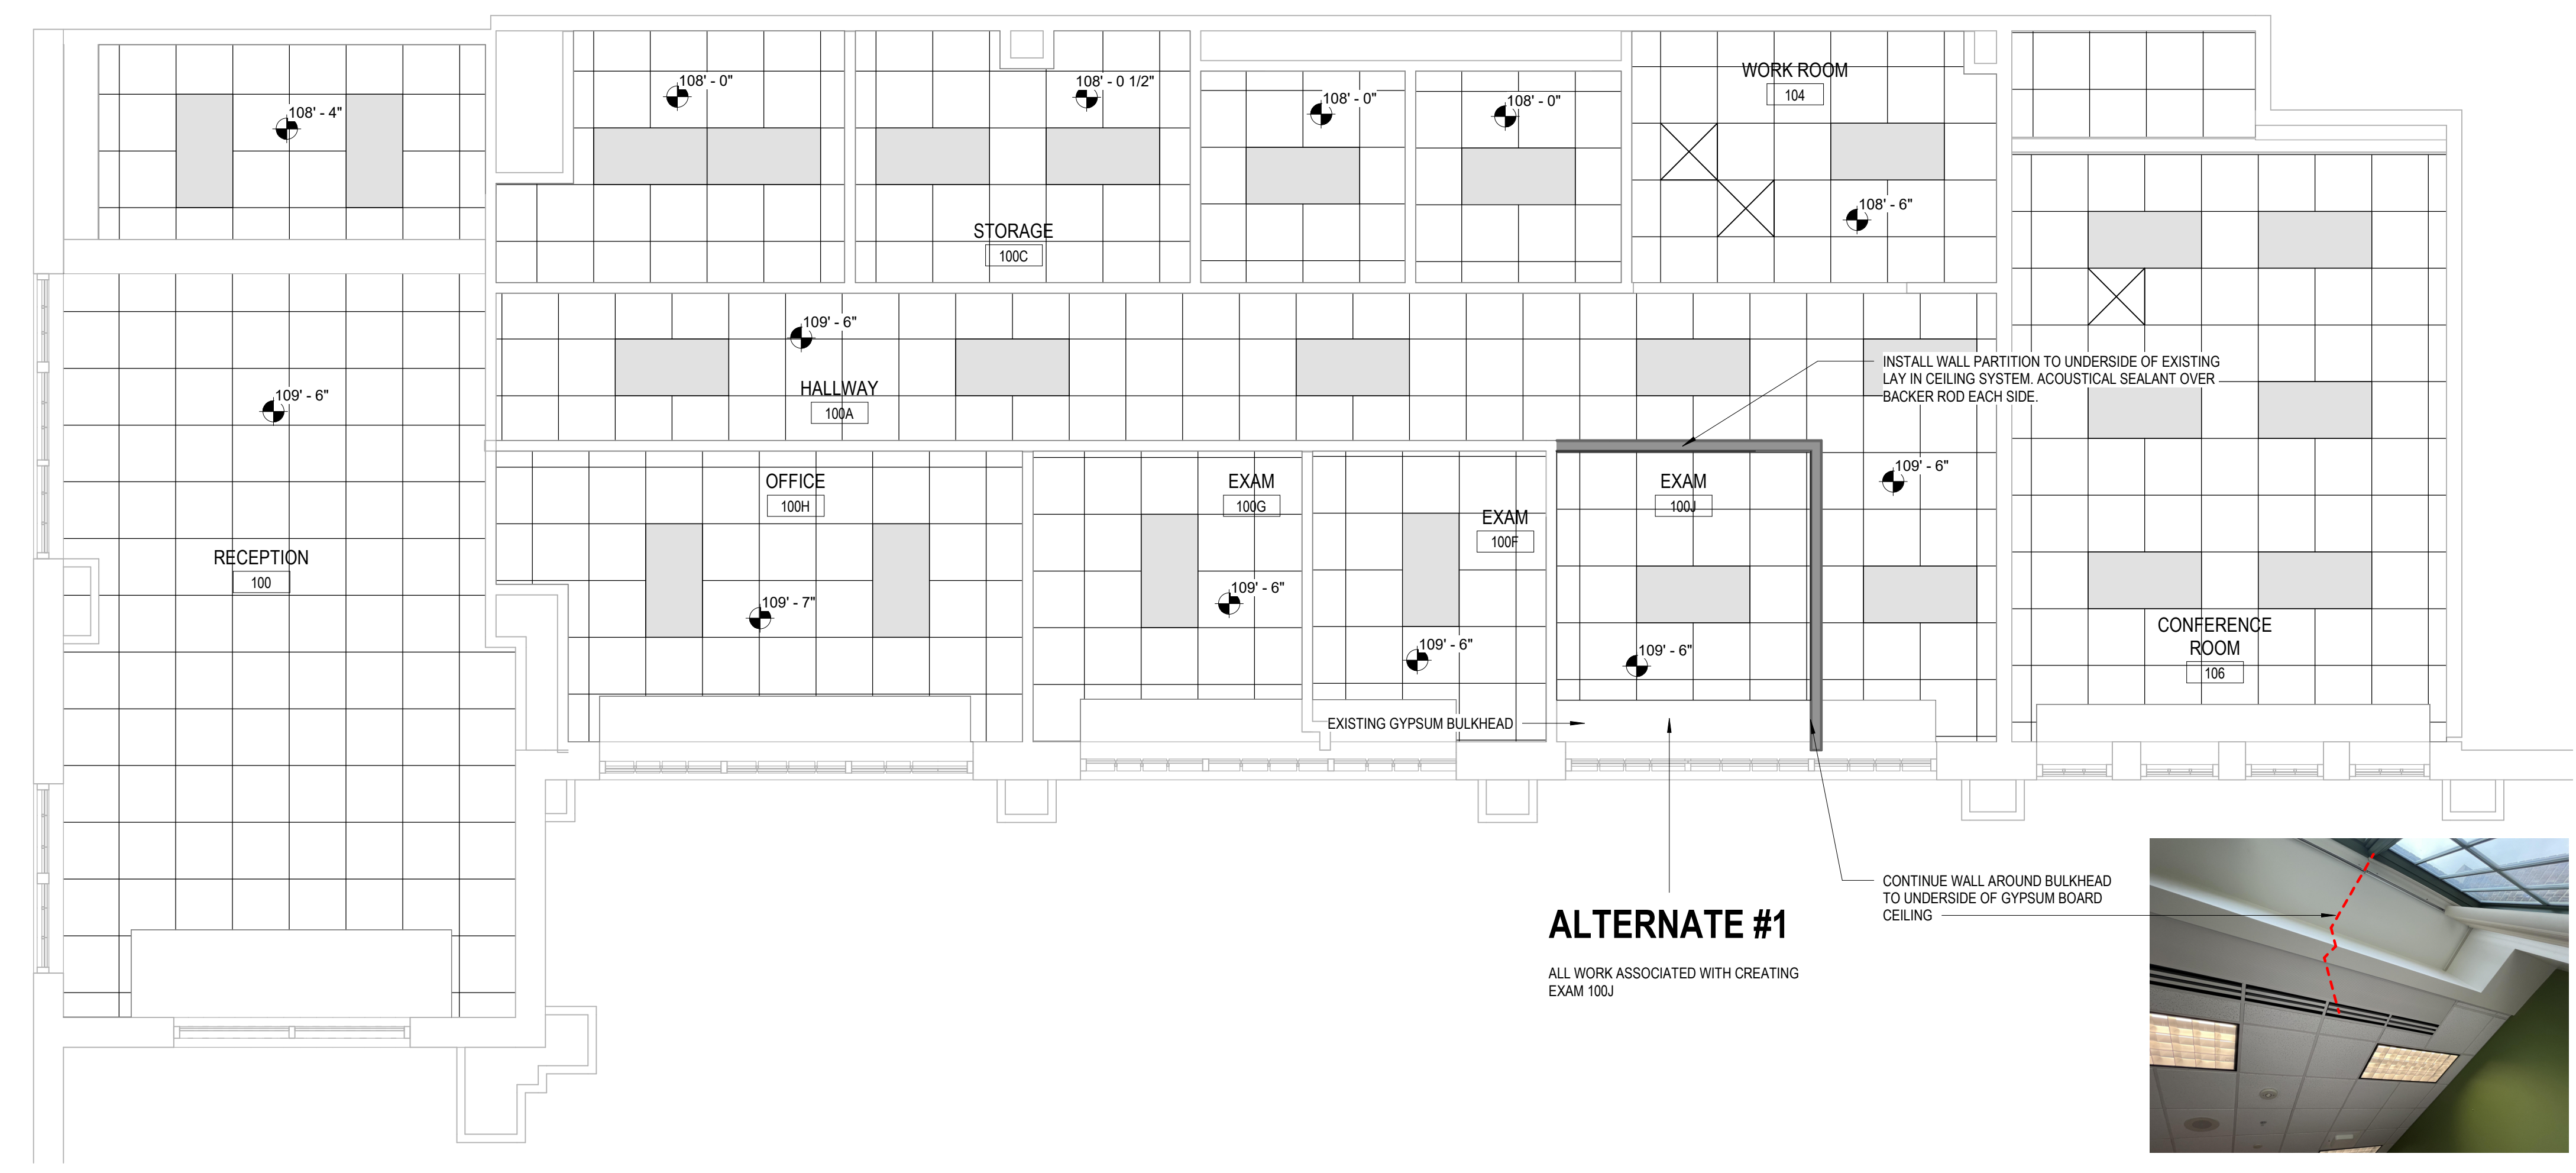 108' - 4"
108' - 0"
108' - 0 1/2"
108' - 0"
108' - 0"
WORK ROOM
104
108' - 6"
STORAGE
100C
109' - 6"
HALLWAY
100A
109' - 6"
INSTALL WALL PARTITION TO UNDERSIDE OF EXISTING
LAY IN CEILING SYSTEM. ACOUSTICAL SEALANT OVER
BACKER ROD EACH SIDE.
OFFICE
100H
109' - 7"
EXAM
100G
109' - 6"
EXAM
100F
109' - 6"
EXAM
100J
109' - 6"
109' - 6"
RECEPTION
100
CONFERENCE
ROOM
106
EXISTING GYPSUM BULKHEAD
CONTINUE WALL AROUND BULKHEAD
TO UNDERSIDE OF GYPSUM BOARD
CEILING
ALTERNATE #1
ALL WORK ASSOCIATED WITH CREATING
EXAM 100J